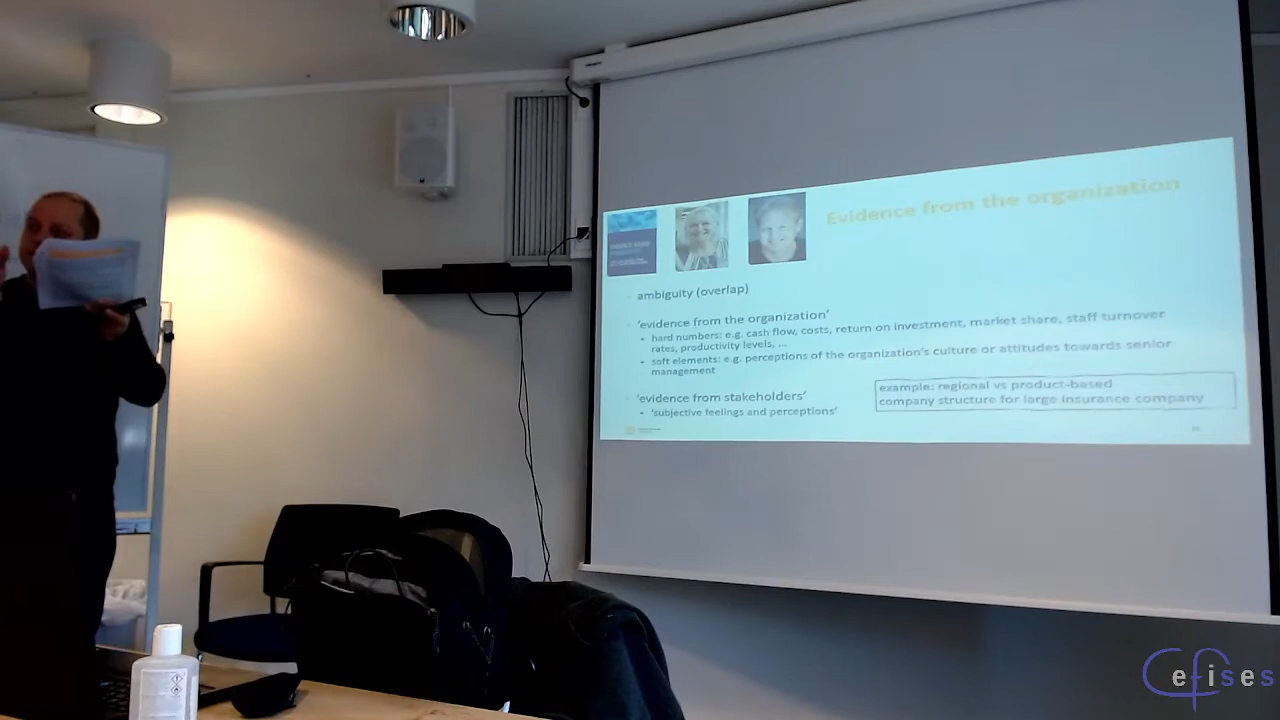 Evidence from the organization
ambiguity (overlap)
'evidence from the organization'
hard numbers: e.g. cash flow, costs, return on investment, market share, staff turnover
rates, productivity levels, ...
soft elements: e.g. perceptions of the organization's culture or attitudes towards senior
management
'evidence from stakeholders'
'subjective feelings and perceptions'
example: regional vs product-based
company structure for large insurance company
Cefises